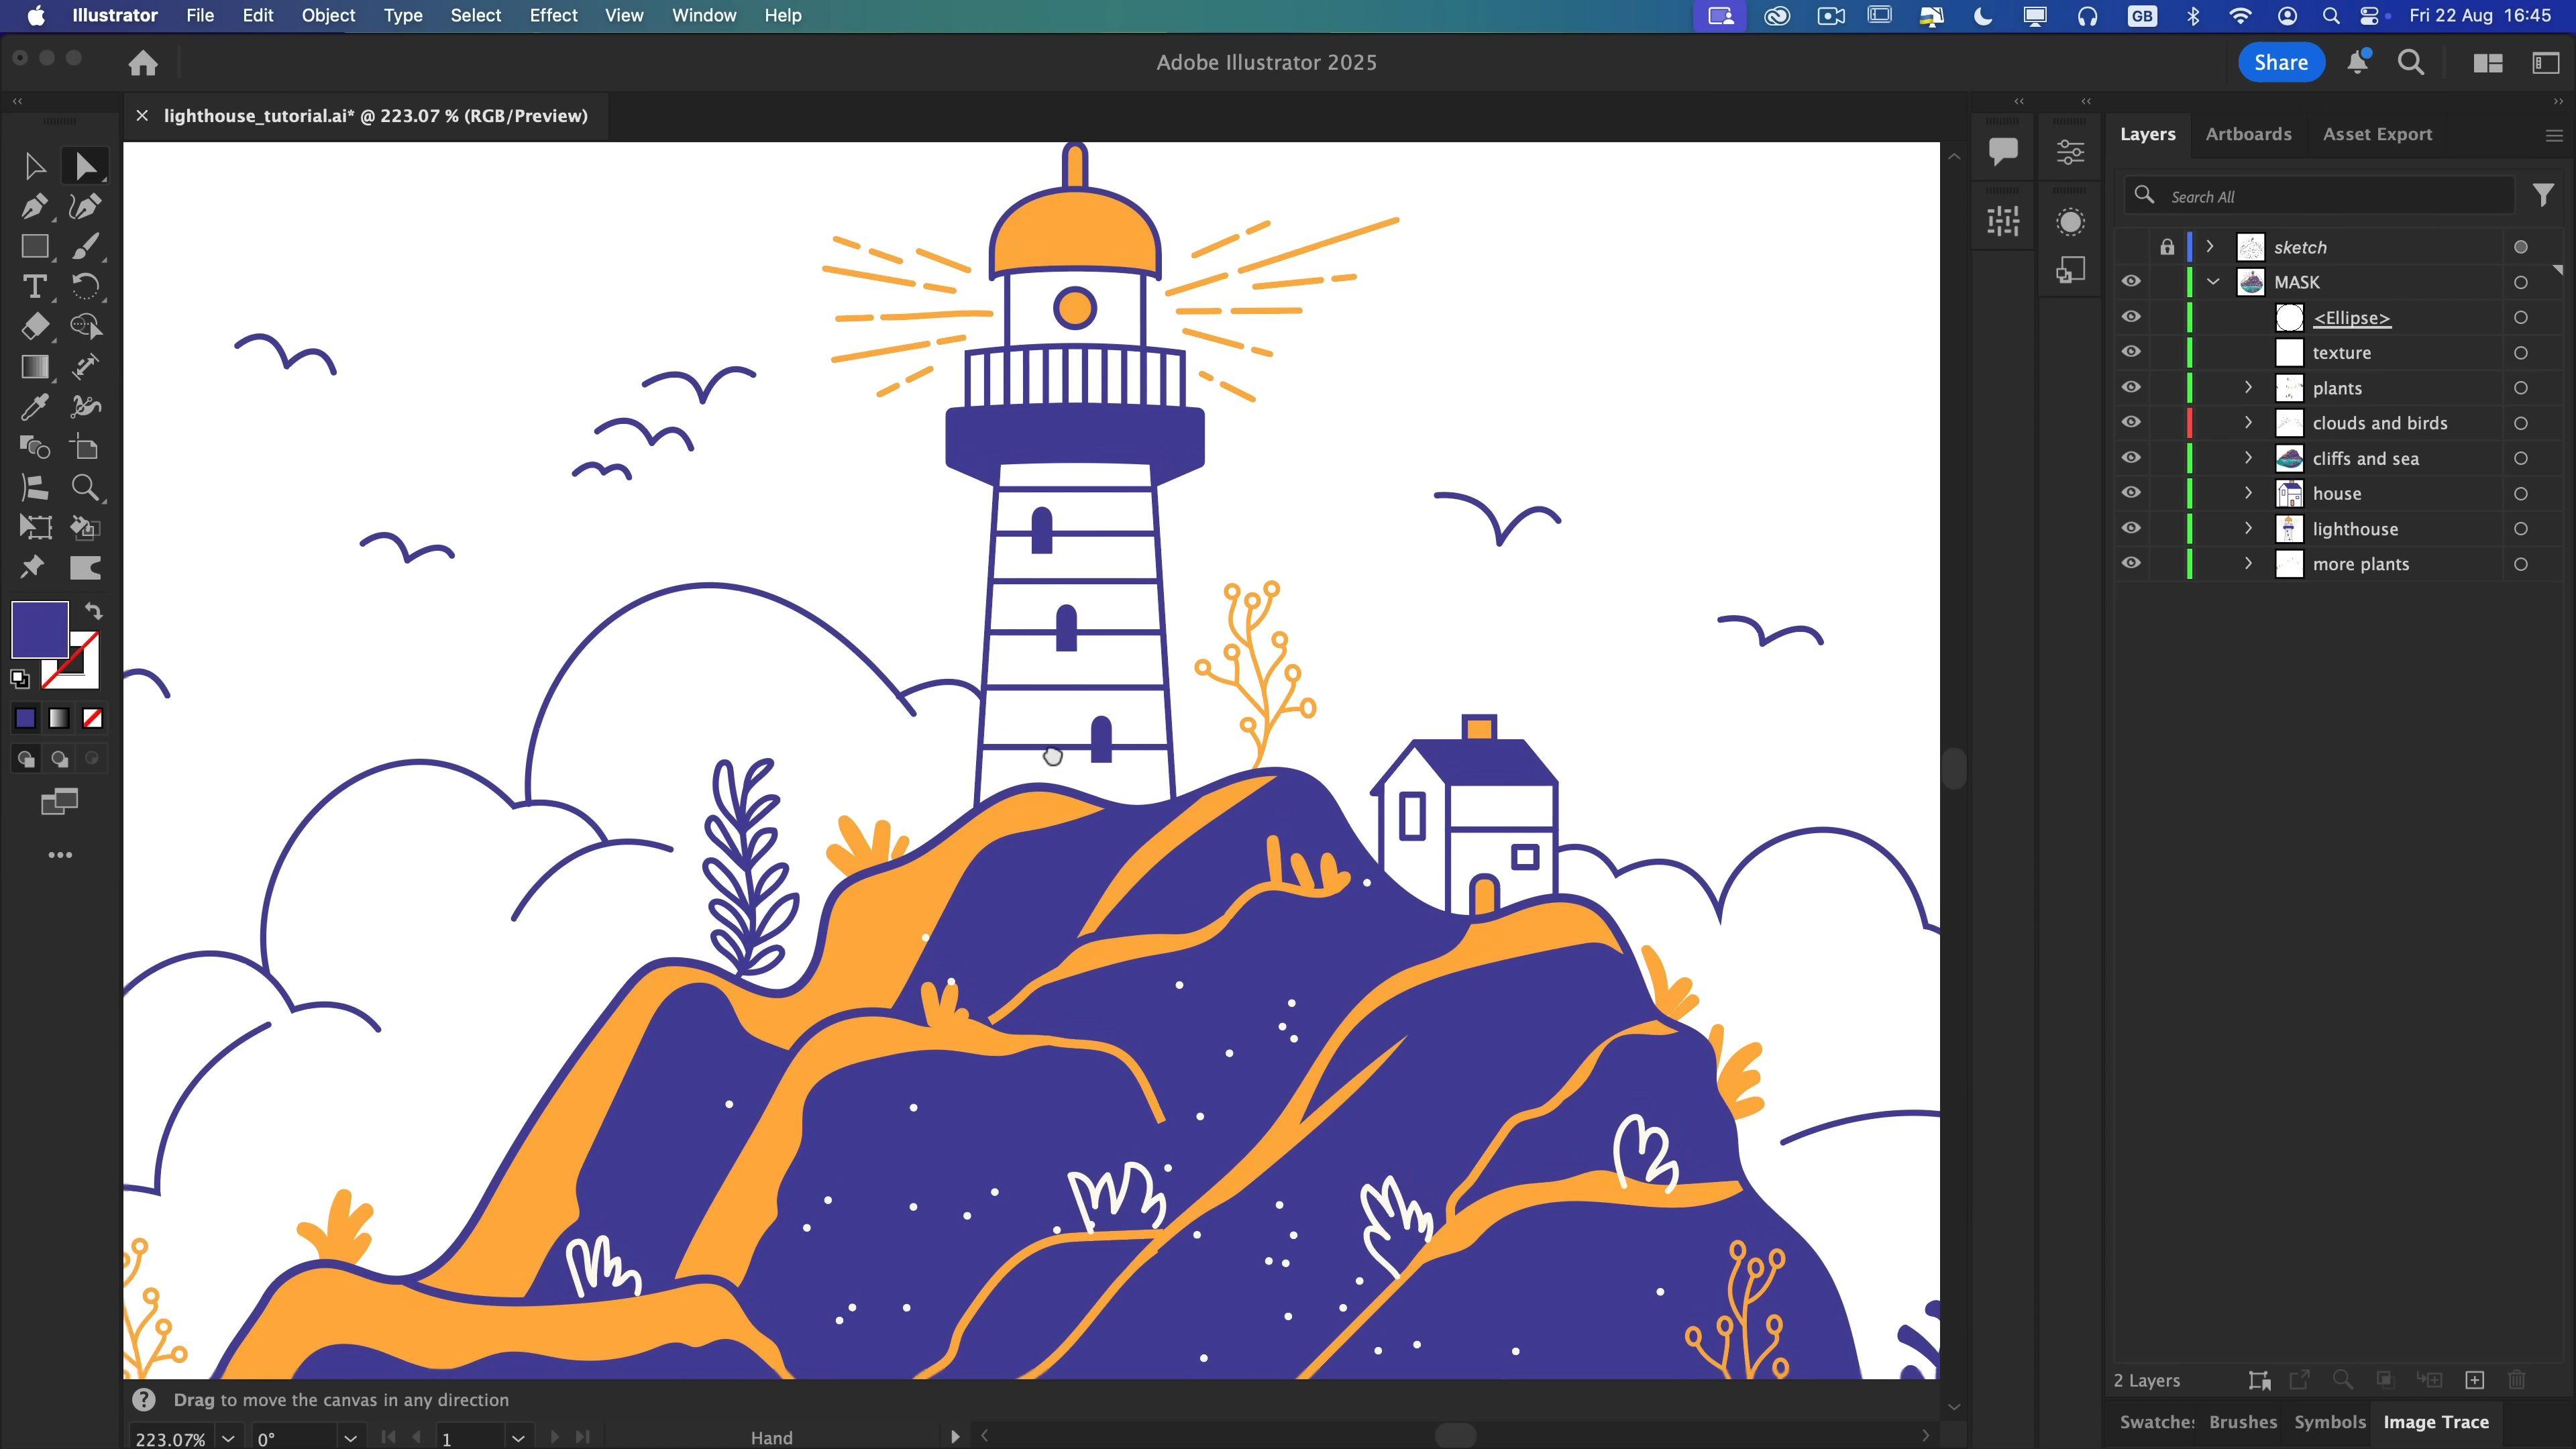 Illustrator File Edit Object Type Select Effect View Window Help GB Fri 22 Aug 16:45
Adobe Illustrator 2025 Share
lighthouse_tutorial.ai* @ 223.07 % (RGB/Preview)
Layers Artboards Asset Export
Search All
sketch
MASK
<Ellipse>
texture
plants
clouds and birds
cliffs and sea
house
lighthouse
more plants
2 Layers
Drag to move the canvas in any direction
Swatche: Brushes Symbols Image Trace
223.07% 0° 1 Hand